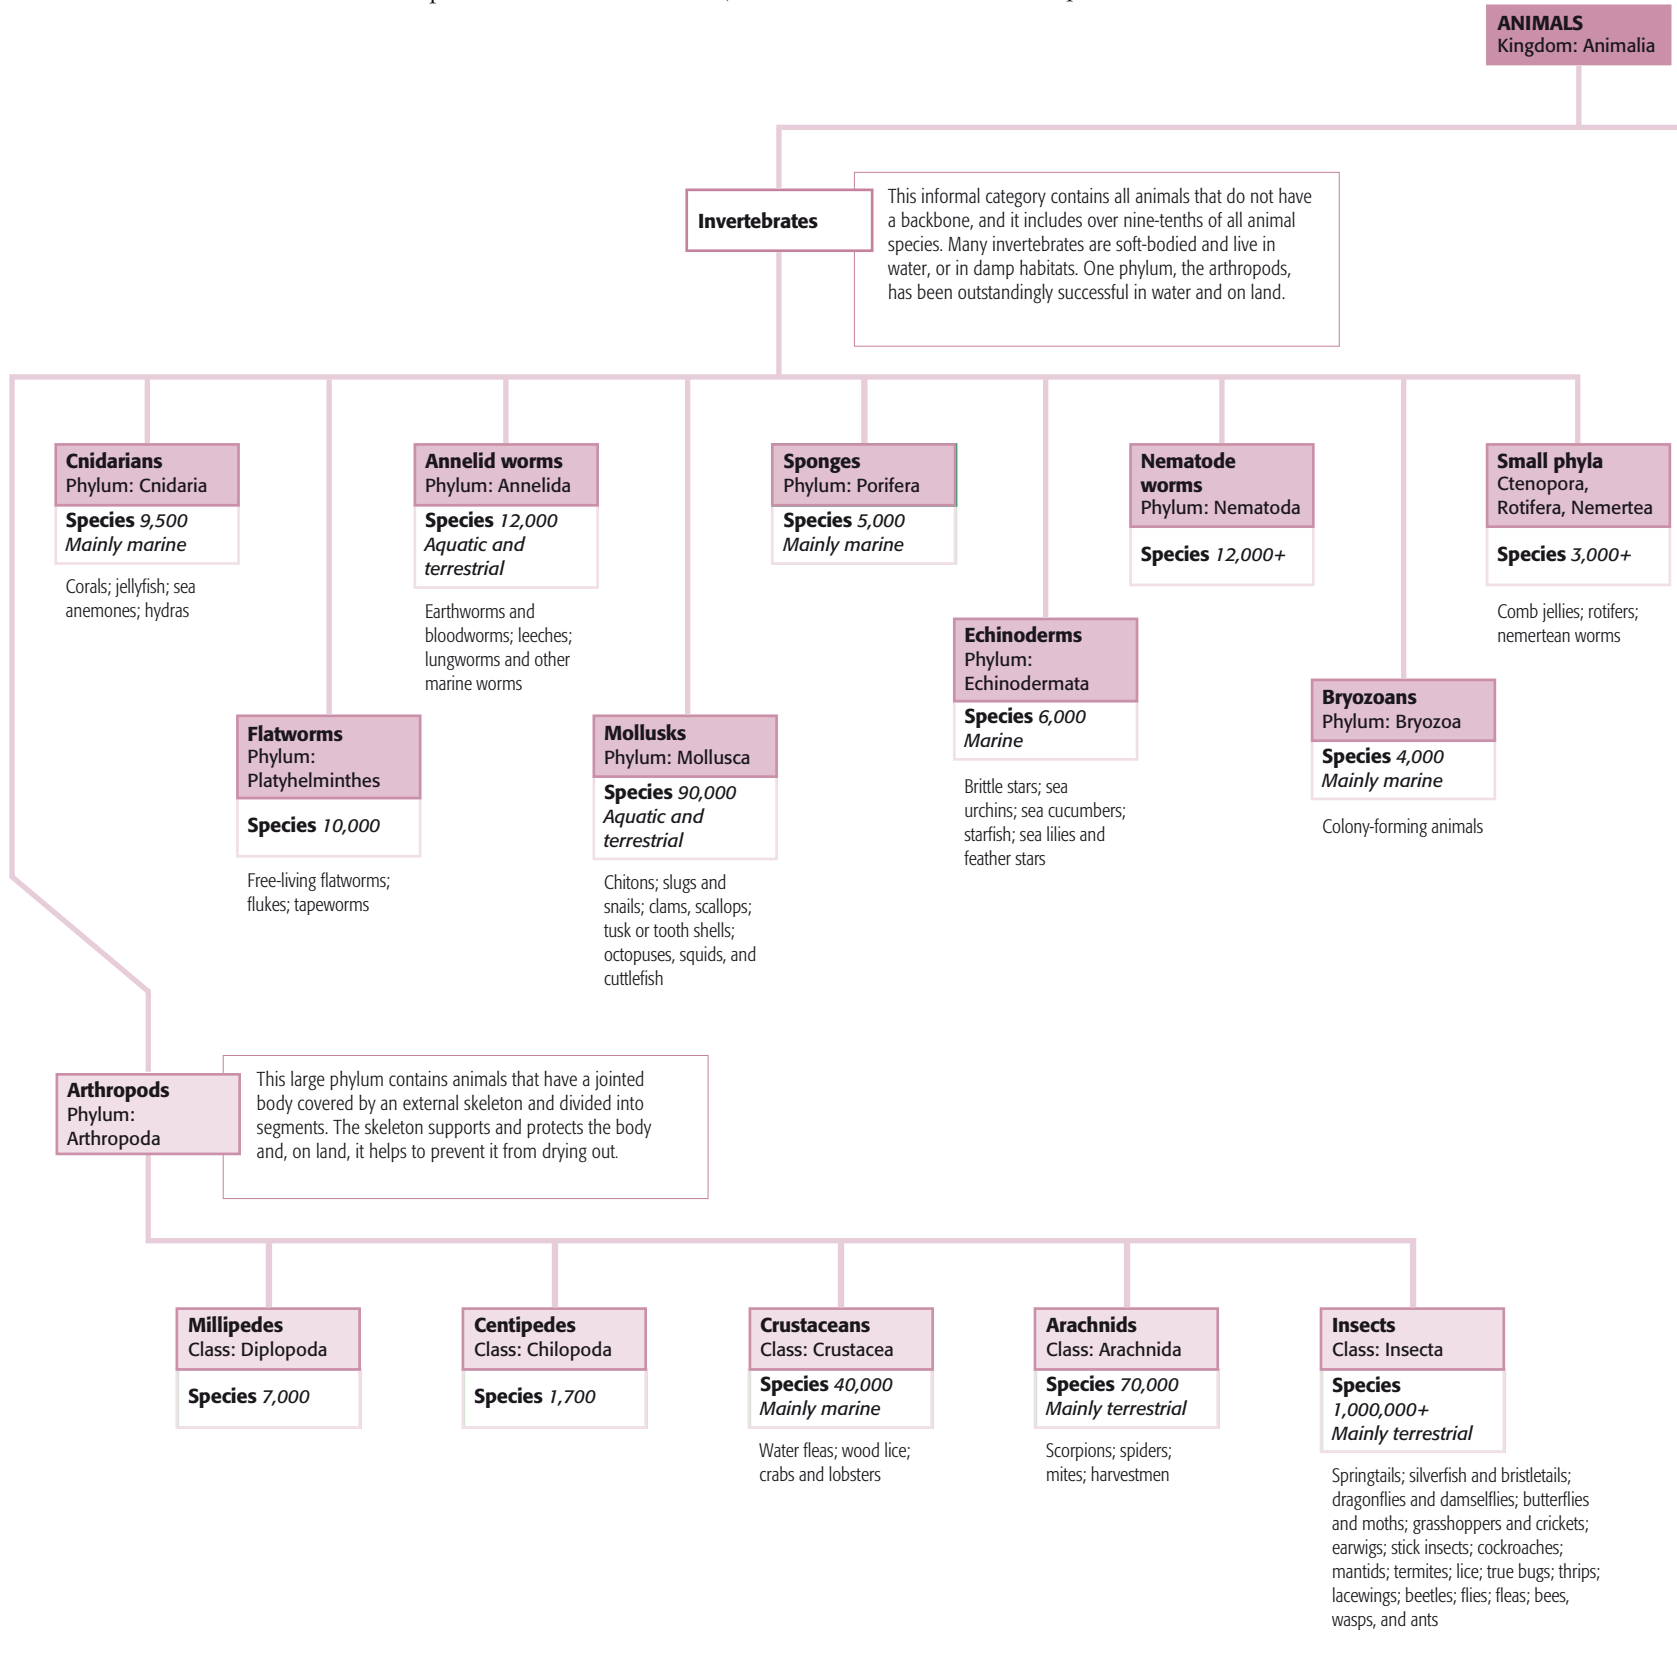 ANIMALS
Kingdom: Animalia
Invertebrates
This informal category contains all animals that do not have
a backbone, and it includes over nine-tenths of all animal
species. Many invertebrates are soft-bodied and live in
water, or in damp habitats. One phylum, the arthropods,
has been outstandingly successful in water and on land.
Cnidarians
Phylum: Cnidaria
Species 9,500
Mainly marine
Corals; jellyfish; sea
anemones; hydras
Flatworms
Phylum:
Platyhelminthes
Species 10,000
Free-living flatworms;
flukes; tapeworms
Annelid worms
Phylum: Annelida
Species 12,000
Aquatic and
terrestrial
Earthworms and
bloodworms; leeches;
lungworms and other
marine worms
Mollusks
Phylum: Mollusca
Species 90,000
Aquatic and
terrestrial
Chitons; slugs and
snails; clams, scallops;
tusk or tooth shells;
octopuses, squids, and
cuttlefish
Sponges
Phylum: Porifera
Species 5,000
Mainly marine
Echinoderms
Phylum:
Echinodermata
Species 6,000
Marine
Brittle stars; sea
urchins; sea cucumbers;
starfish; sea lilies and
feather stars
Nematode
worms
Phylum: Nematoda
Species 12,000+
Bryozoans
Phylum: Bryozoa
Species 4,000
Mainly marine
Colony-forming animals
Small phyla
Ctenopora,
Rotifera, Nemertea
Species 3,000+
Comb jellies; rotifers;
nemertean worms
Arthropods
Phylum:
Arthropoda
This large phylum contains animals that have a jointed
body covered by an external skeleton and divided into
segments. The skeleton supports and protects the body
and, on land, it helps to prevent it from drying out.
Millipedes
Class: Diplopoda
Species 7,000
Centipedes
Class: Chilopoda
Species 1,700
Crustaceans
Class: Crustacea
Species 40,000
Mainly marine
Water fleas; wood lice;
crabs and lobsters
Arachnids
Class: Arachnida
Species 70,000
Mainly terrestrial
Scorpions; spiders;
mites; harvestmen
Insects
Class: Insecta
Species
1,000,000+
Mainly terrestrial
Springtails; silverfish and bristletails;
dragonflies and damselflies; butterflies
and moths; grasshoppers and crickets;
earwigs; stick insects; cockroaches;
mantids; termites; lice; true bugs; thrips;
lacewings; beetles; flies; fleas; bees,
wasps, and ants